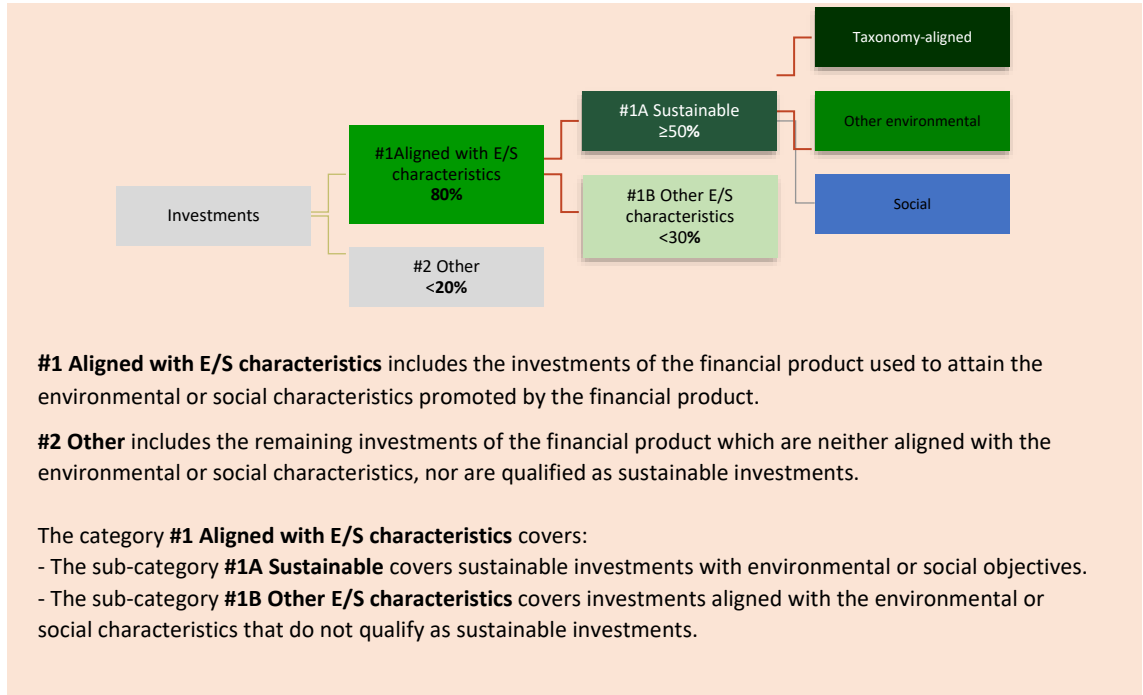 Taxonomy-aligned
#1A Sustainable
≥50%
Other environmental
#1Aligned with E/S
characteristics
80%
#1B Other E/S
characteristics
<30%
Social
Investments
#2 Other
<20%
#1 Aligned with E/S characteristics includes the investments of the financial product used to attain the
environmental or social characteristics promoted by the financial product.
#2 Other includes the remaining investments of the financial product which are neither aligned with the
environmental or social characteristics, nor are qualified as sustainable investments.
The category #1 Aligned with E/S characteristics covers:
- The sub-category #1A Sustainable covers sustainable investments with environmental or social objectives.
- The sub-category #1B Other E/S characteristics covers investments aligned with the environmental or
social characteristics that do not qualify as sustainable investments.